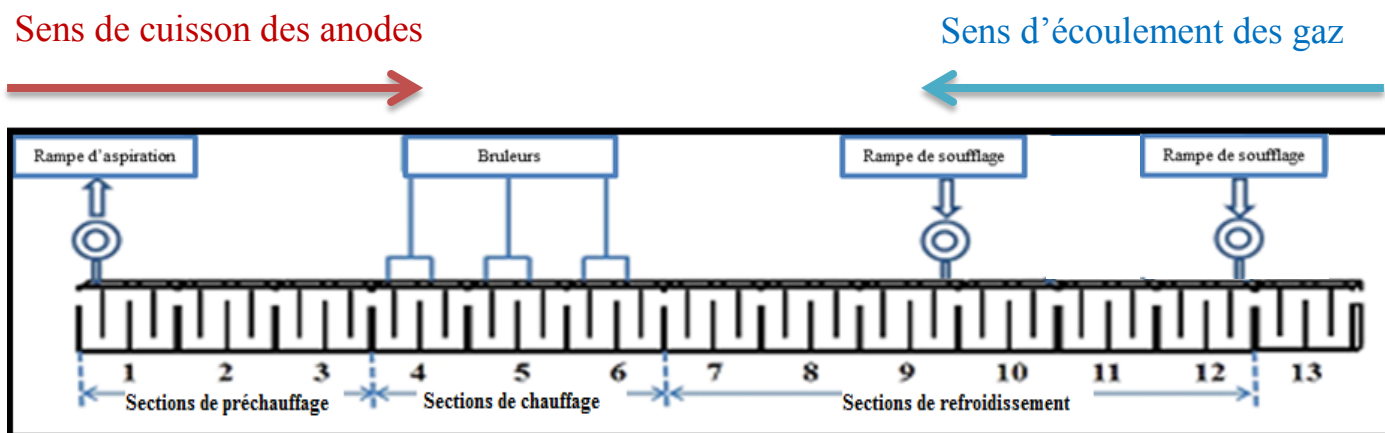 Sens de cuisson des anodes
Sens d'écoulement des gaz
Rampe d'aspiration
Bruleurs
Rampe de soufflage
Rampe de soufflage
1 2 3 4 5 6 7 8 9 10 11 12 13
Sections de préchauffage
Sections de chauffage
Sections de refroidissement